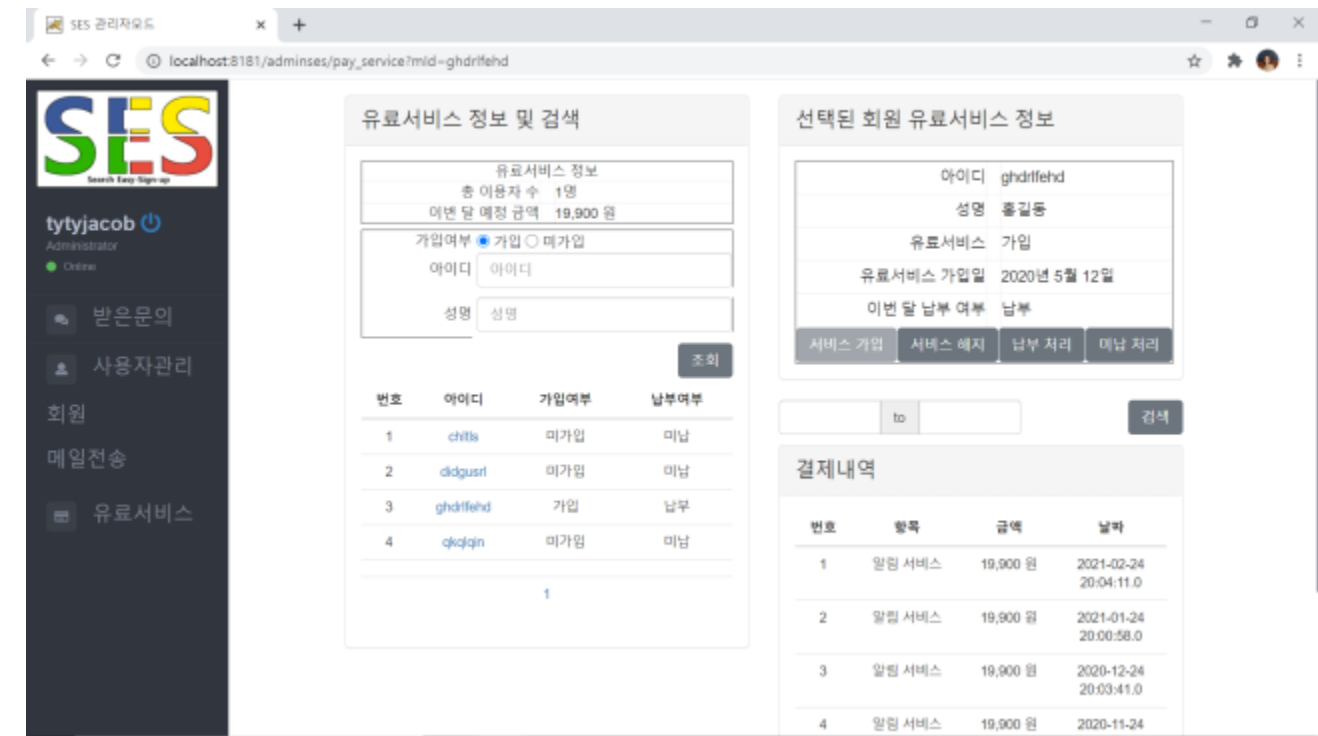 SES 관리자모드
localhost:8181/adminses/pay_service?mid=ghdrlfehd
SES
Search Easy Sign-up
tytyjacob
Administrator
Online
받은문의
사용자관리
회원
메일전송
유료서비스
유료서비스 정보 및 검색
유료서비스 정보
총 이용자 수 1명
이번 달 예정 금액 19,900 원
가입여부 가입 미가입
아이디 아이디
성명 성명
조회
번호 아이디 가입여부 납부여부
1 chltls 미가입 미납
2 didgusrl 미가입 미납
3 ghdrlfehd 가입 납부
4 qkqlqin 미가입 미납
1
선택된 회원 유료서비스 정보
아이디 ghdrlfehd
성명 홍길동
유료서비스 가입
유료서비스 가입일 2020년 5월 12일
이번 달 납부 여부 납부
서비스 가입 서비스 해지 납부 처리 미납 처리
to 검색
결제내역
번호 항목 금액 날짜
1 알림 서비스 19,900 원 2021-02-24
20:04:11.0
2 알림 서비스 19,900 원 2021-01-24
20:00:58.0
3 알림 서비스 19,900 원 2020-12-24
20:03:41.0
4 알림 서비스 19,900 원 2020-11-24